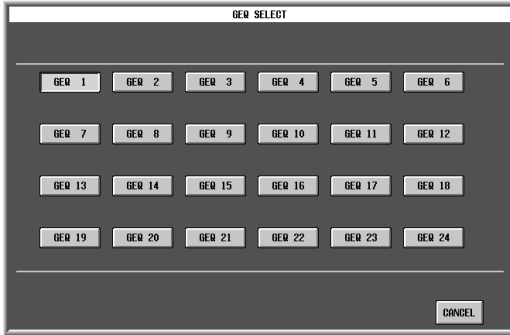 GEQ SELECT
GEQ 1 GEQ 2 GEQ 3 GEQ 4 GEQ 5 GEQ 6
GEQ 7 GEQ 8 GEQ 9 GEQ 10 GEQ 11 GEQ 12
GEQ 13 GEQ 14 GEQ 15 GEQ 16 GEQ 17 GEQ 18
GEQ 19 GEQ 20 GEQ 21 GEQ 22 GEQ 23 GEQ 24
CANCEL